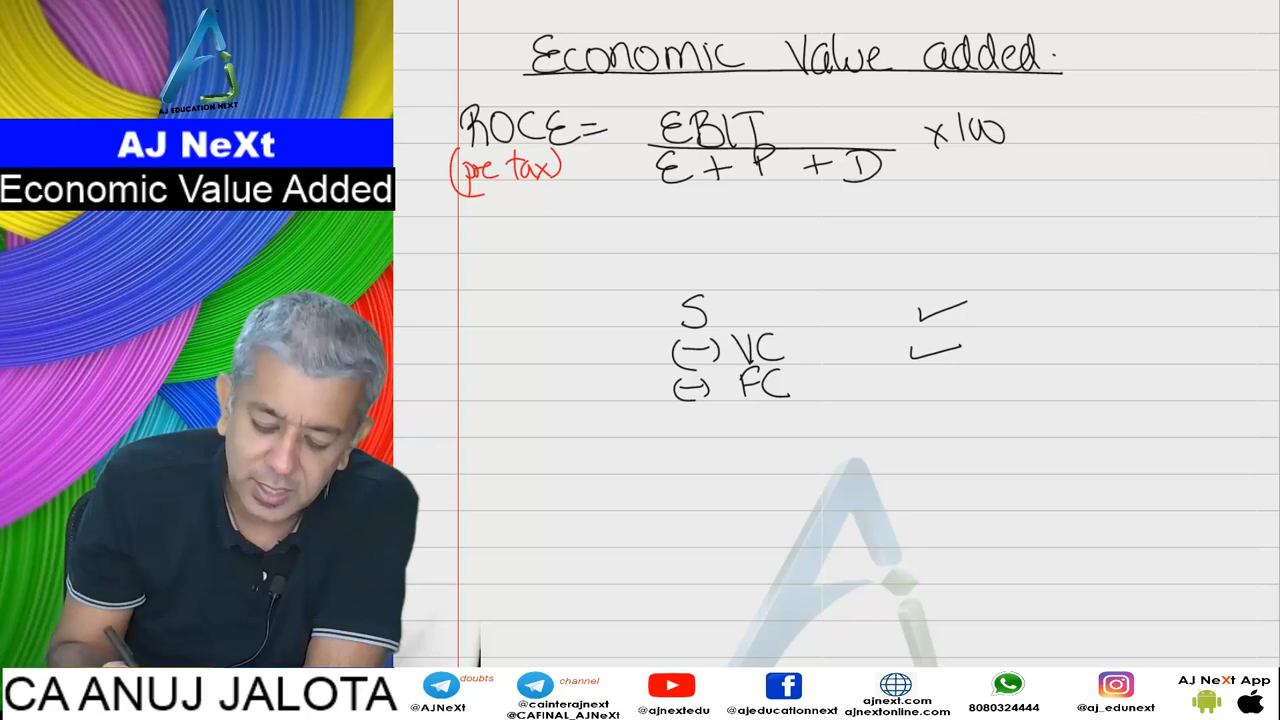 AJ EDUCATION NEXT
AJ NeXt
Economic Value Added
Economic Value added.
ROCE = EBIT x 100
(pre tax) E + P + D
S ✓
(-) VC ✓
(-) FC
CA ANUJ JALOTA
doubts
@AJNeXt
channel
@cainterajnext
@CAFINAL_AJNeXt
@ajnextedu
@ajeducationnext
ajnext.com
ajnextonline.com
8080324444
@aj_edunext
AJ NeXt App